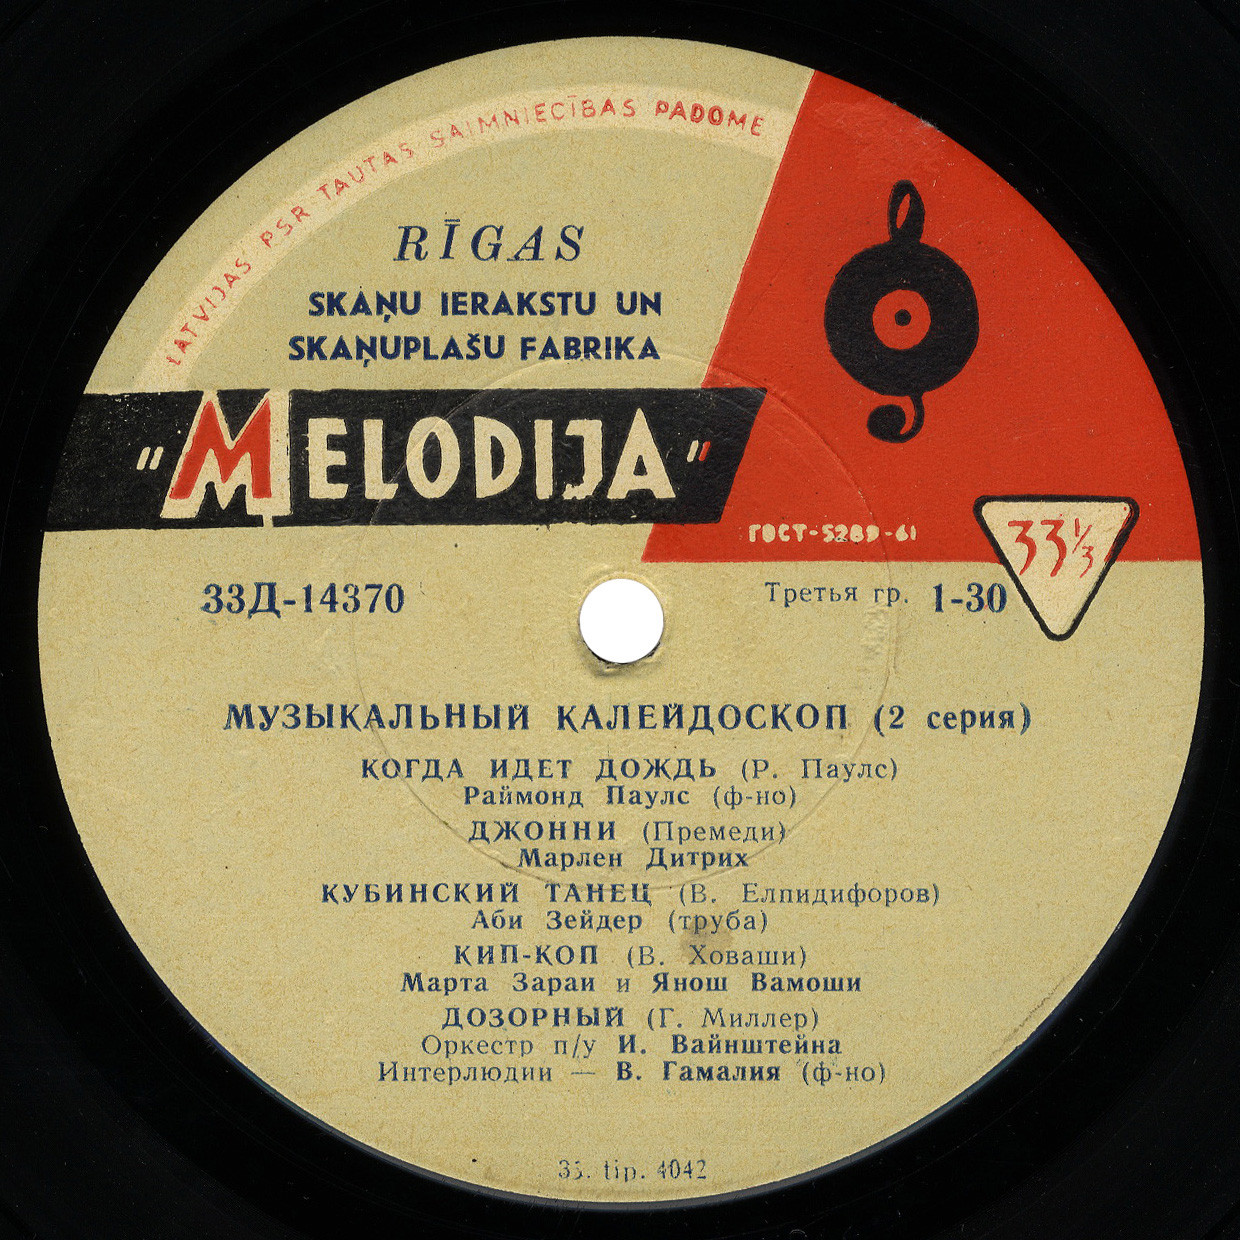 LATVIJAS PSR TAUTAS SAIMNIECĪBAS PADOME
RĪGAS
SKAŅU IERAKSTU UN
SKAŅUPLAŠU FABRIKA
"MELODIJA"
ГОСТ-5289-61
33⅓
33Д-14370
Третья гр. 1-30
МУЗЫКАЛЬНЫЙ КАЛЕЙДОСКОП (2 серия)
КОГДА ИДЕТ ДОЖДЬ (Р. Паулс)
Раймонд Паулс (ф-но)
ДЖОННИ (Премеди)
Марлен Дитрих
КУБИНСКИЙ ТАНЕЦ (В. Елпидифоров)
Аби Зейдер (труба)
КИП-КОП (В. Ховаши)
Марта Зараи и Янош Вамоши
ДОЗОРНЫЙ (Г. Миллер)
Оркестр п/у И. Вайнштейна
Интерлюдии — В. Гамалия (ф-но)
tip. 4042